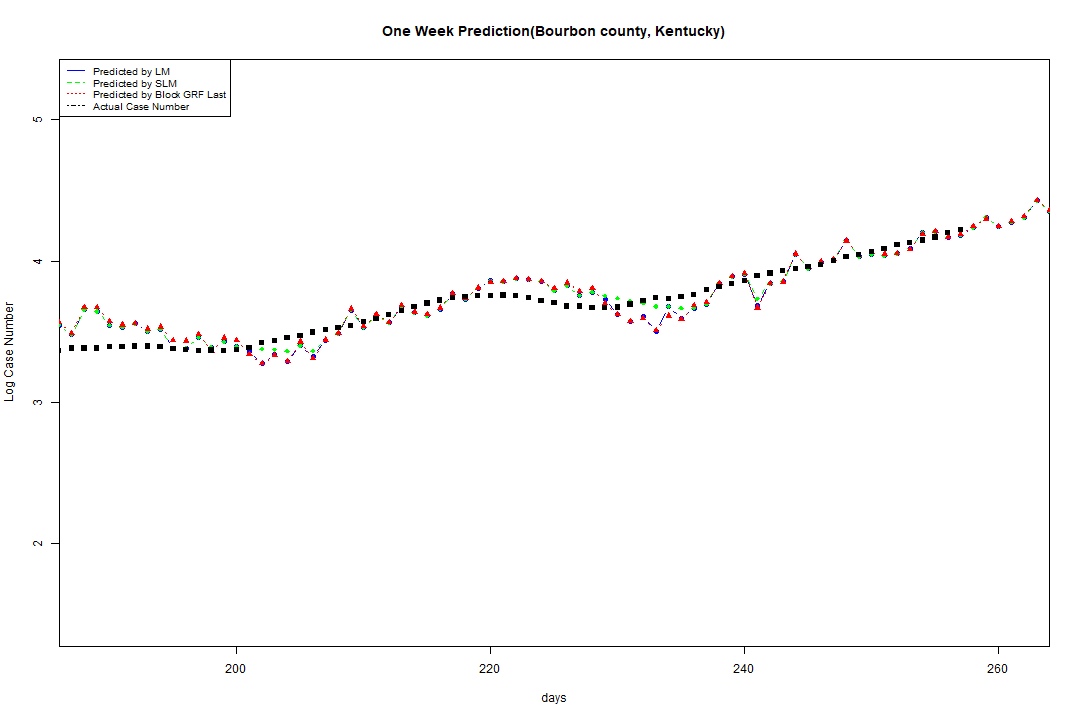 One Week Prediction(Bourbon county, Kentucky)
Predicted by LM
Predicted by SLM
Predicted by Block GRF Last
Actual Case Number
5
4
3
2
Log Case Number
200 220 240 260
days